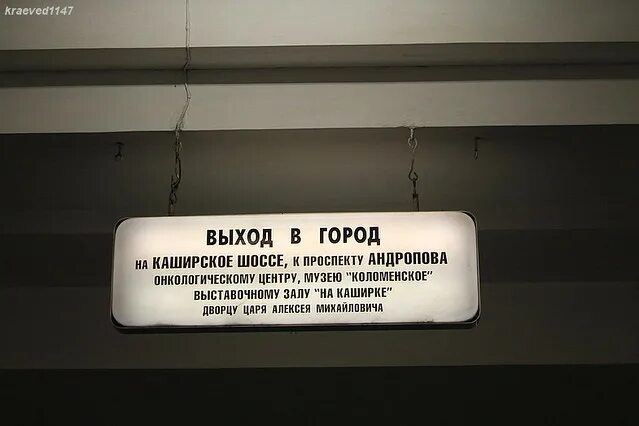 kraeved1147
ВЫХОД В ГОРОД
НА КАШИРСКОЕ ШОССЕ, К ПРОСПЕКТУ АНДРОПОВА
ОНКОЛОГИЧЕСКОМУ ЦЕНТРУ, МУЗЕЮ "КОЛОМЕНСКОЕ"
ВЫСТАВОЧНОМУ ЗАЛУ "НА КАШИРКЕ"
ДВОРЦУ ЦАРЯ АЛЕКСЕЯ МИХАЙЛОВИЧА